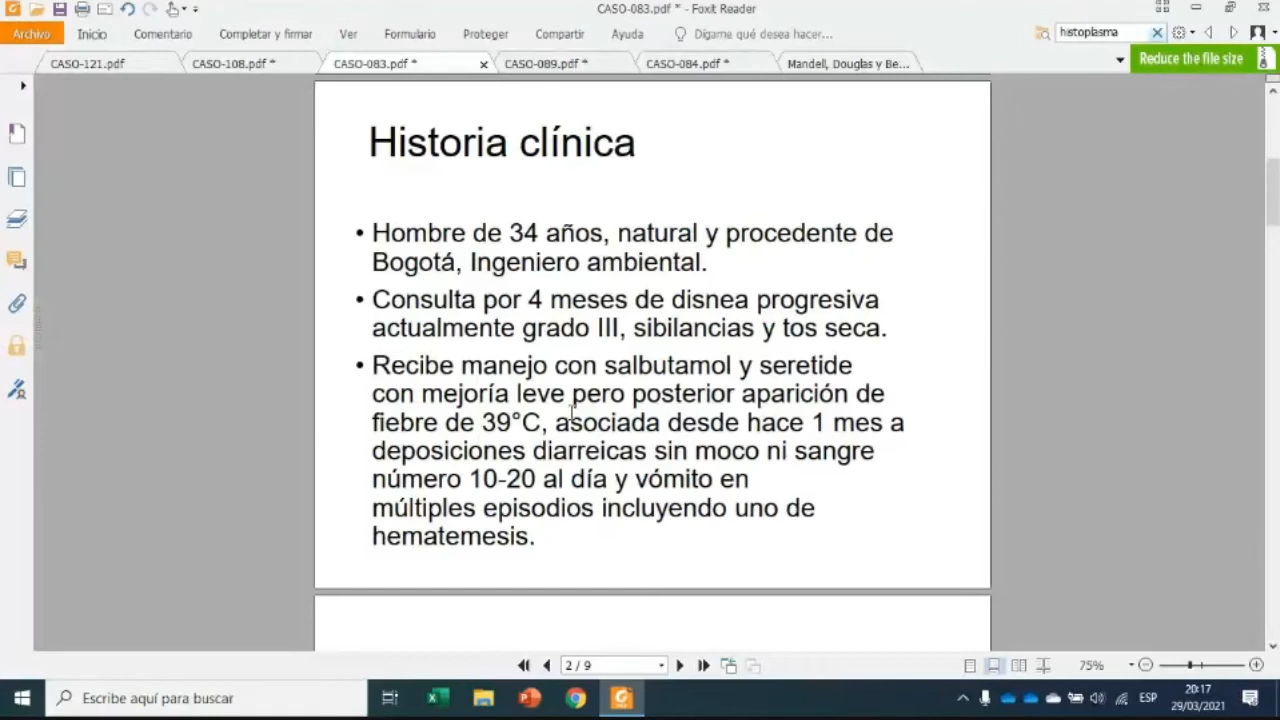 CASO-083.pdf * - Foxit Reader
Archivo Inicio Comentario Completar y firmar Ver Formulario Proteger Compartir Ayuda Dígame qué desea hacer... histoplasma
CASO-121.pdf CASO-108.pdf * CASO-083.pdf * CASO-089.pdf * CASO-084.pdf * Mandell, Douglas y Be... Reduce the file size
Historia clínica
• Hombre de 34 años, natural y procedente de
Bogotá, Ingeniero ambiental.
• Consulta por 4 meses de disnea progresiva
actualmente grado III, sibilancias y tos seca.
• Recibe manejo con salbutamol y seretide
con mejoría leve pero posterior aparición de
fiebre de 39°C, asociada desde hace 1 mes a
deposiciones diarreicas sin moco ni sangre
número 10-20 al día y vómito en
múltiples episodios incluyendo uno de
hematemesis.
2 / 9 75%
Escribe aquí para buscar ESP 20:17
29/03/2021